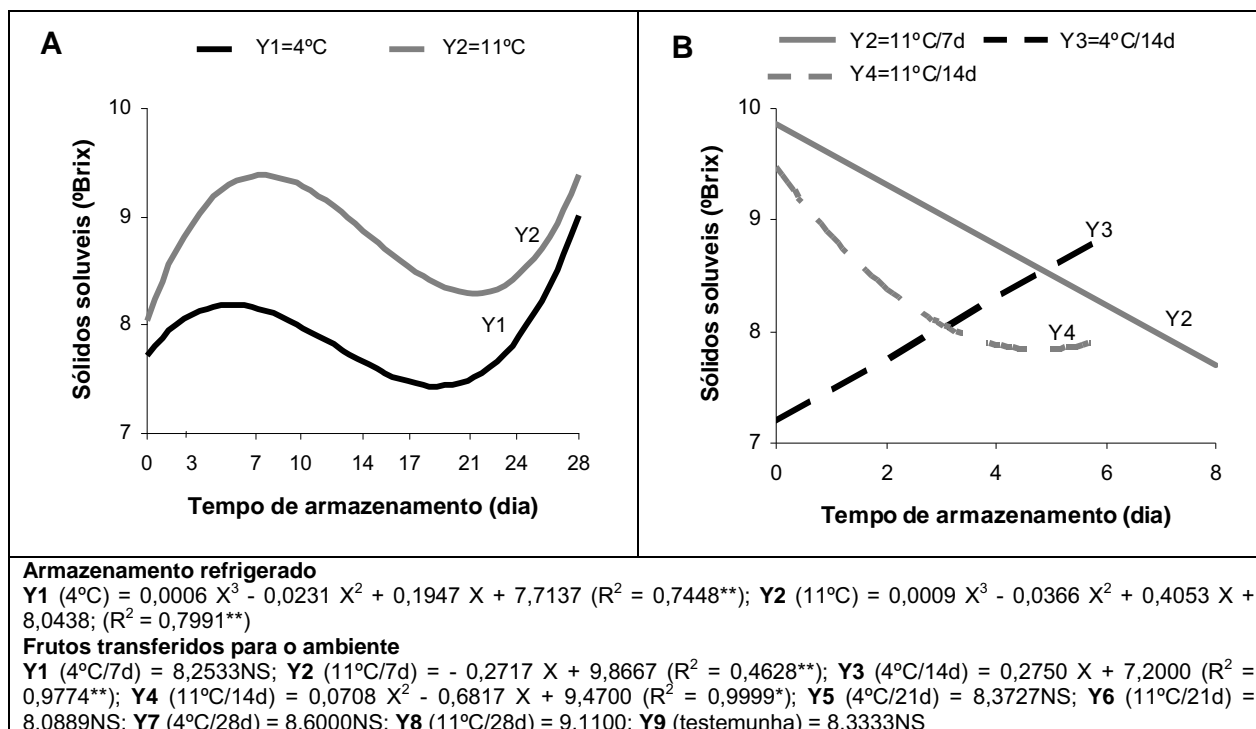 A
Y1=4ºC
Y2=11ºC
Sólidos soluveis (ºBrix)
10
9
8
7
Y2
Y1
0 3 7 10 14 17 21 24 28
Tempo de armazenamento (dia)
B
Y2=11ºC/7d
Y3=4ºC/14d
Y4=11ºC/14d
Sólidos soluveis (ºBrix)
10
9
8
7
Y3
Y4
Y2
0 2 4 6 8
Tempo de armazenamento (dia)
Armazenamento refrigerado
Y1 (4ºC) = 0,0006 X³ - 0,0231 X² + 0,1947 X + 7,7137 (R² = 0,7448**); Y2 (11ºC) = 0,0009 X³ - 0,0366 X² + 0,4053 X +
8,0438; (R² = 0,7991**)
Frutos transferidos para o ambiente
Y1 (4ºC/7d) = 8,2533NS; Y2 (11ºC/7d) = - 0,2717 X + 9,8667 (R² = 0,4628**); Y3 (4ºC/14d) = 0,2750 X + 7,2000 (R² =
0,9774**); Y4 (11ºC/14d) = 0,0708 X² - 0,6817 X + 9,4700 (R² = 0,9999*); Y5 (4ºC/21d) = 8,3727NS; Y6 (11ºC/21d) =
8,0889NS; Y7 (4ºC/28d) = 8,6000NS; Y8 (11ºC/28d) = 9,1100; Y9 (testemunha) = 8,3333NS